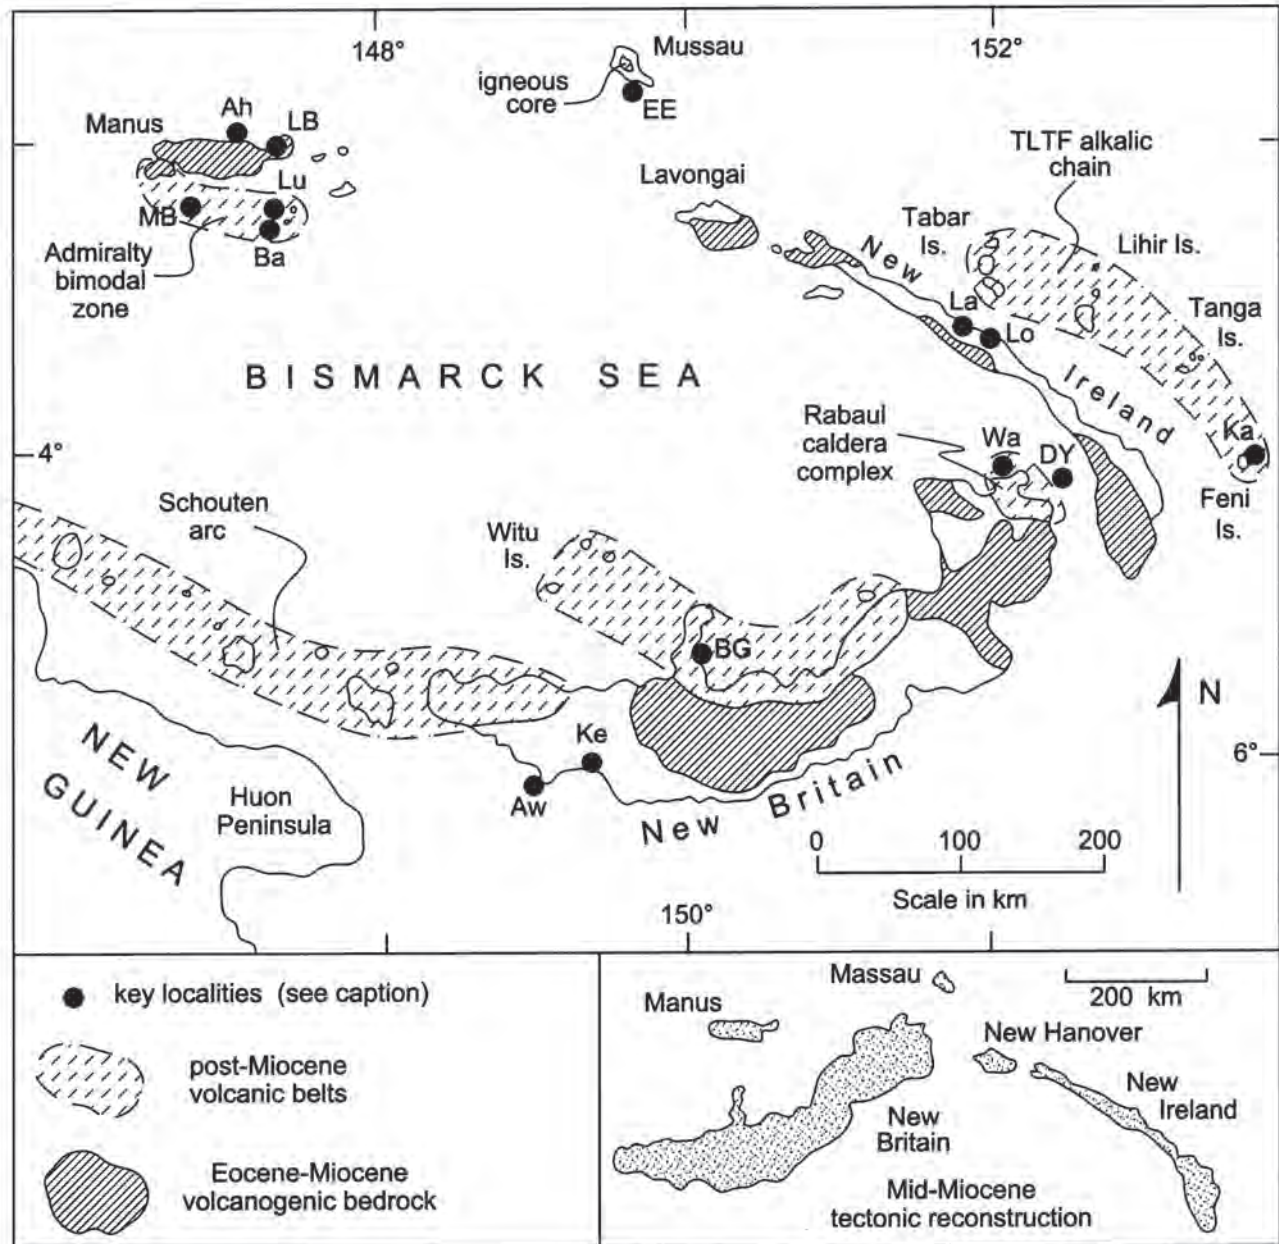 148°
152°
Mussau
igneous
core
EE
Ah
LB
Manus
Lu
MB
Ba
Admiralty
bimodal
zone
Lavongai
TLTF alkalic
chain
Tabar
Is.
Lihir Is.
New
La
Lo
Tanga
Is.
Ireland
BISMARCK SEA
Rabaul
caldera
complex
Wa
DY
Ka
Feni
Is.
4°
Schouten
arc
Witu
Is.
BG
N
NEW
GUINEA
Huon
Peninsula
Ke
Aw
New Britain
6°
0 100 200
Scale in km
150°
key localities (see caption)
post-Miocene
volcanic belts
Eocene-Miocene
volcanogenic bedrock
Massau
200 km
Manus
New Hanover
New
Ireland
New
Britain
Mid-Miocene
tectonic reconstruction